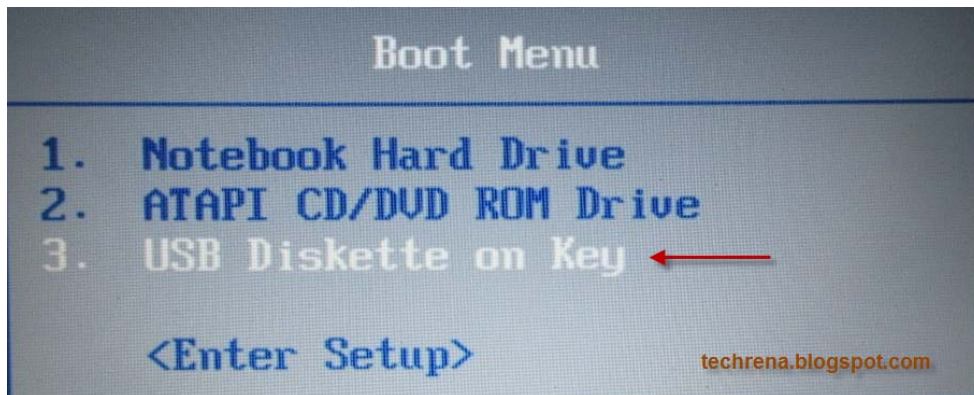 Boot Menu
1. Notebook Hard Drive
2. ATAPI CD/DVD ROM Drive
3. USB Diskette on Key
<Enter Setup>
techrena.blogspot.com